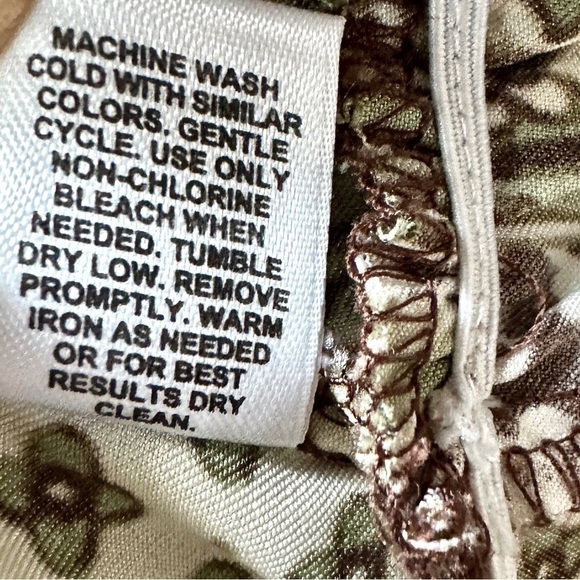 MACHINE WASH
COLD WITH SIMILAR
COLORS. GENTLE
CYCLE. USE ONLY
NON-CHLORINE
BLEACH WHEN
NEEDED. TUMBLE
DRY LOW. REMOVE
PROMPTLY. WARM
IRON AS NEEDED
OR FOR BEST
RESULTS DRY
CLEAN.